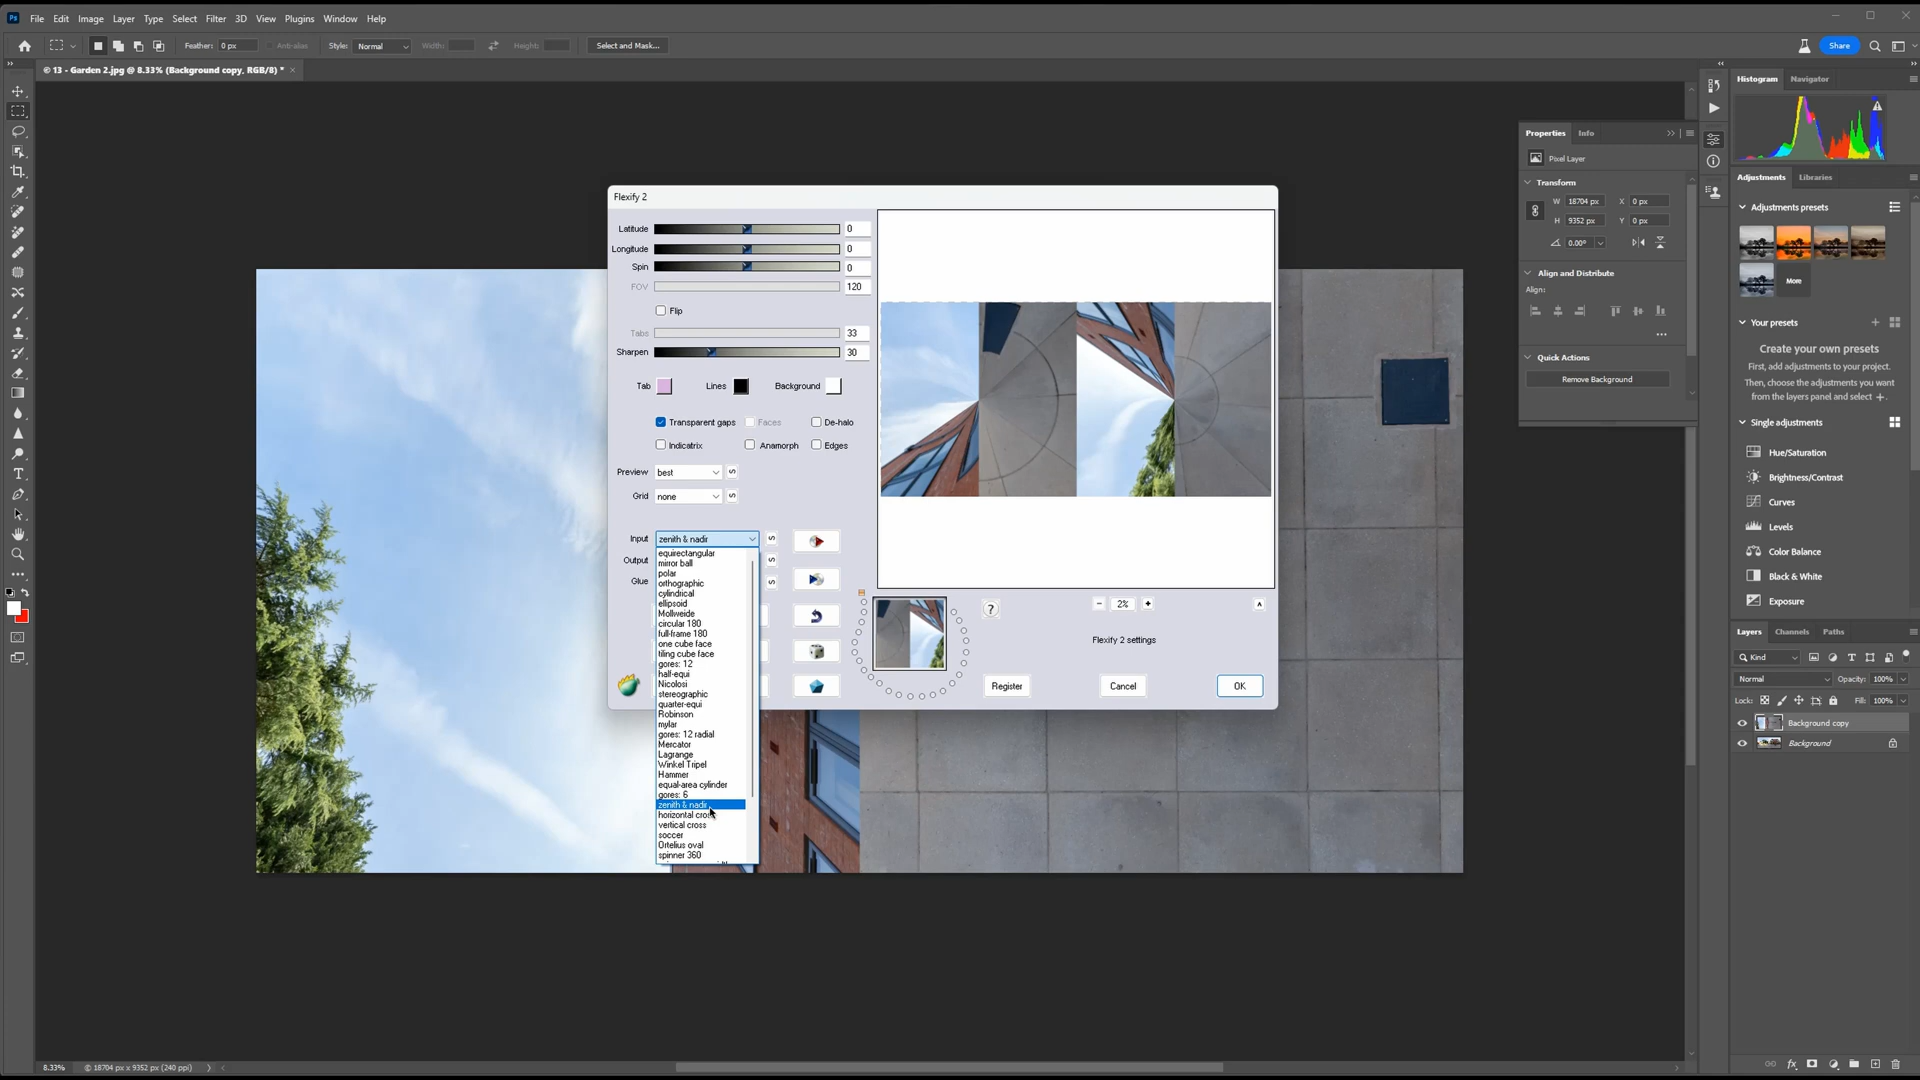 Ps File Edit Image Layer Type Select Filter 3D View Plugins Window Help
Feather: 0 px Anti-alias Style: Normal Width: Height: Select and Mask... Share
© 13 - Garden 2.jpg @ 8.33% (Background copy, RGB/8) * ×
Histogram Navigator
Properties Info
Pixel Layer
Transform
W 18704 px X 0 px
H 9352 px Y 0 px
0.00°
Align and Distribute
Align:
Quick Actions
Remove Background
Adjustments Libraries
Adjustments presets
More
Your presets
Create your own presets
First, add adjustments to your project.
Then, choose the adjustments you want
from the layers panel and select +.
Single adjustments
Hue/Saturation
Brightness/Contrast
Curves
Levels
Color Balance
Black & White
Exposure
Layers Channels Paths
Kind
Normal Opacity: 100%
Lock: Fill: 100%
Background copy
Background
Flexify 2
Latitude 0
Longitude 0
Spin 0
FOV 120
Flip
Tabs 33
Sharpen 30
Tab Lines Background
Transparent gaps Faces De-halo
Indicatrix Anamorph Edges
Preview best S
Grid none S
Input zenith & nadir S
Output S
Glue S
equirectangular
mirror ball
polar
orthographic
cylindrical
ellipsoid
Mollweide
circular 180
full-frame 180
one cube face
tiling cube face
gores: 12
half-equi
Nicolosi
stereographic
quarter-equi
Robinson
mylar
gores: 12 radial
Mercator
Lagrange
Winkel Tripel
Hammer
equal-area cylinder
gores: 6
zenith & nadir
horizontal cross
vertical cross
soccer
Ortelius oval
spinner 360
?
− 2% +
Flexify 2 settings
Register Cancel OK
8.33% © 18704 px x 9352 px (240 ppi)